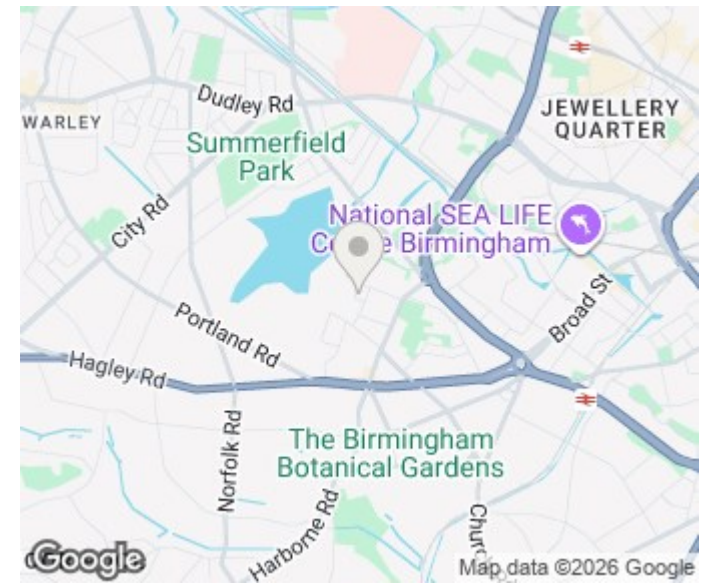 Dudley Rd
WARLEY
JEWELLERY
QUARTER
Summerfield
Park
City Rd
National SEA LIFE
Birmingham
Broad St
Portland Rd
Hagley Rd
Norfolk Rd
The Birmingham
Botanical Gardens
Harborne Rd
Google
Map data ©2026 Google